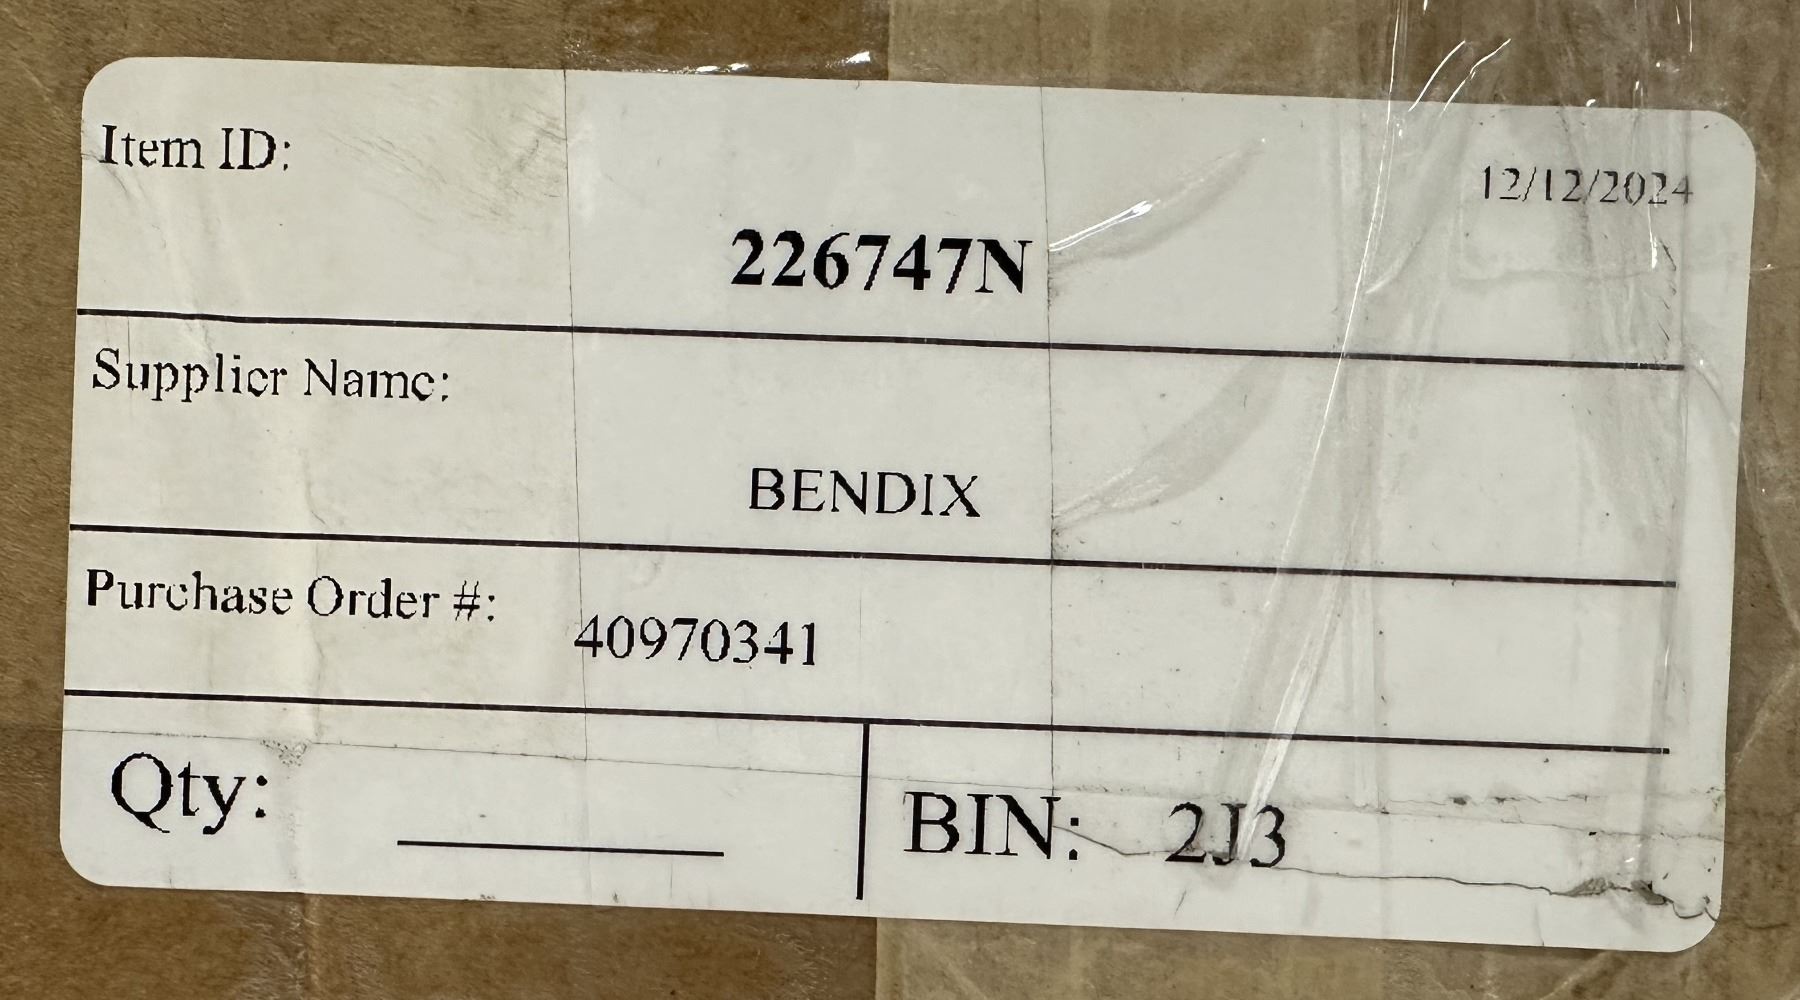 Item ID:
12/12/2024
226747N
Supplier Name:
BENDIX
Purchase Order #:
40970341
Qty:
BIN: 2J3